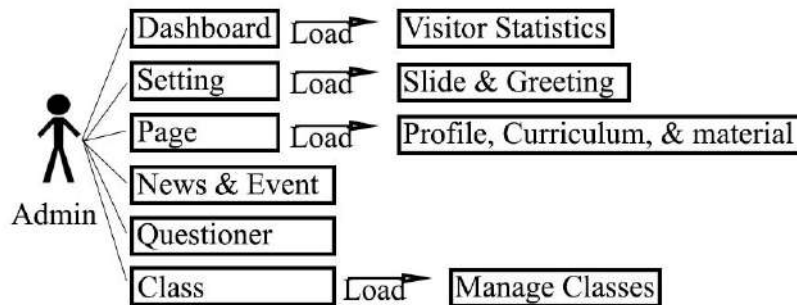 Dashboard Load Visitor Statistics
Setting Load Slide & Greeting
Page Load Profile, Curriculum, & material
News & Event
Admin
Questioner
Class Load Manage Classes